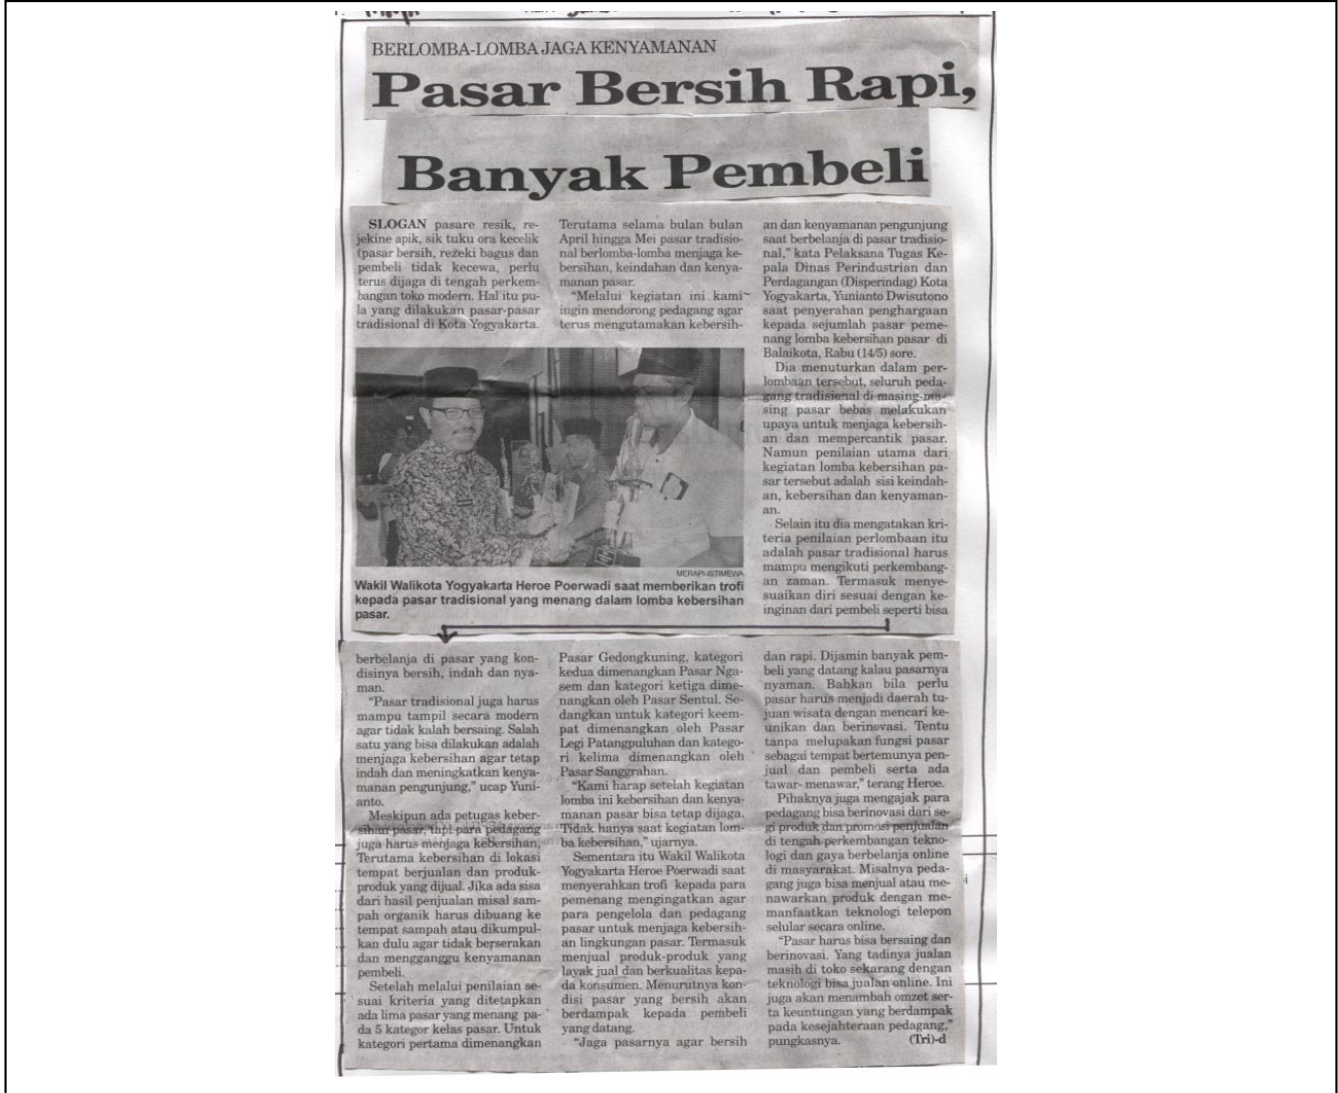 BERLOMBA-LOMBA JAGA KENYAMANAN
Pasar Bersih Rapi,
Banyak Pembeli
SLOGAN pasare resik, re-
jekine apik, sik tuku ora kecelik
(pasar bersih, rezeki bagus dan
pembeli tidak kecewa, perlu
terus dijaga di tengah perkem-
bangan toko modern. Hal itu pu-
la yang dilakukan pasar-pasar
tradisional di Kota Yogyakarta.
Terutama selama bulan bulan
April hingga Mei pasar tradisio-
nal berlomba-lomba menjaga ke-
bersihan, keindahan dan kenya-
manan pasar.
"Melalui kegiatan ini kami
ingin mendorong pedagang agar
terus mengutamakan kebersih-
an dan kenyamanan pengunjung
saat berbelanja di pasar tradisio-
nal," kata Pelaksana Tugas Ke-
pala Dinas Perindustrian dan
Perdagangan (Disperindag) Kota
Yogyakarta, Yunianto Dwisutono
saat penyerahan penghargaan
kepada sejumlah pasar peme-
nang lomba kebersihan pasar di
Balaikota, Rabu (14/5) sore.
Dia menuturkan dalam per-
lombaan tersebut, seluruh peda-
gang tradisional di masing-ma-
sing pasar bebas melakukan
upaya untuk menjaga kebersih-
an dan mempercantik pasar.
Namun penilaian utama dari
kegiatan lomba kebersihan pa-
sar tersebut adalah sisi keindah-
an, kebersihan dan kenyaman-
an.
Selain itu dia mengatakan kri-
teria penilaian perlombaan itu
adalah pasar tradisional harus
mampu mengikuti perkembang-
an zaman. Termasuk menye-
suaikan diri sesuai dengan ke-
inginan dari pembeli seperti bisa
MERAPI-ISTIMEWA
Wakil Walikota Yogyakarta Heroe Poerwadi saat memberikan trofi
kepada pasar tradisional yang menang dalam lomba kebersihan
pasar.
berbelanja di pasar yang kon-
disinya bersih, indah dan nya-
man.
"Pasar tradisional juga harus
mampu tampil secara modern
agar tidak kalah bersaing. Salah
satu yang bisa dilakukan adalah
menjaga kebersihan agar tetap
indah dan meningkatkan kenya-
manan pengunjung," ucap Yuni-
anto.
Meskipun ada petugas keber-
sihan pasar, tapi para pedagang
juga harus menjaga kebersihan,
Terutama kebersihan di lokasi
tempat berjualan dan produk-
produk yang dijual. Jika ada sisa
dari hasil penjualan misal sam-
pah organik harus dibuang ke
tempat sampah atau dikumpul-
kan dulu agar tidak berserakan
dan mengganggu kenyamanan
pembeli.
Setelah melalui penilaian se-
suai kriteria yang ditetapkan
ada lima pasar yang menang pa-
da 5 kategor kelas pasar. Untuk
kategori pertama dimenangkan
Pasar Gedongkuning, kategori
kedua dimenangkan Pasar Nga-
sem dan kategori ketiga dime-
nangkan oleh Pasar Sentul. Se-
dangkan untuk kategori keem-
pat dimenangkan oleh Pasar
Legi Patangpuluhan dan katego-
ri kelima dimenangkan oleh
Pasar Sanggrahan.
"Kami harap setelah kegiatan
lomba ini kebersihan dan kenya-
manan pasar bisa tetap dijaga.
Tidak hanya saat kegiatan lom-
ba kebersihan," ujarnya.
Sementara itu Wakil Walikota
Yogyakarta Heroe Poerwadi saat
menyerahkan trofi kepada para
pemenang mengingatkan agar
para pengelola dan pedagang
pasar untuk menjaga kebersih-
an lingkungan pasar. Termasuk
menjual produk-produk yang
layak jual dan berkualitas kepa-
da konsumen. Menurutnya kon-
disi pasar yang bersih akan
berdampak kepada pembeli
yang datang.
"Jaga pasarnya agar bersih
dan rapi. Dijamin banyak pem-
beli yang datang kalau pasarnya
nyaman. Bahkan bila perlu
pasar harus menjadi daerah tu-
juan wisata dengan mencari ke-
unikan dan berinovasi. Tentu
tanpa melupakan fungsi pasar
sebagai tempat bertemunya pen-
jual dan pembeli serta ada
tawar- menawar," terang Heroe.
Pihaknya juga mengajak para
pedagang bisa berinovasi dari se-
gi produk dan promosi penjualan
di tengah perkembangan tekno-
logi dan gaya berbelanja online
di masyarakat. Misalnya peda-
gang juga bisa menjual atau me-
nawarkan produk dengan me-
manfaatkan teknologi telepon
selular secara online.
"Pasar harus bisa bersaing dan
berinovasi. Yang tadinya jualan
masih di toko sekarang dengan
teknologi bisa jualan online. Ini
juga akan menambah omzet ser-
ta keuntungan yang berdampak
pada kesejahteraan pedagang,"
pungkasnya. (Tri)-d